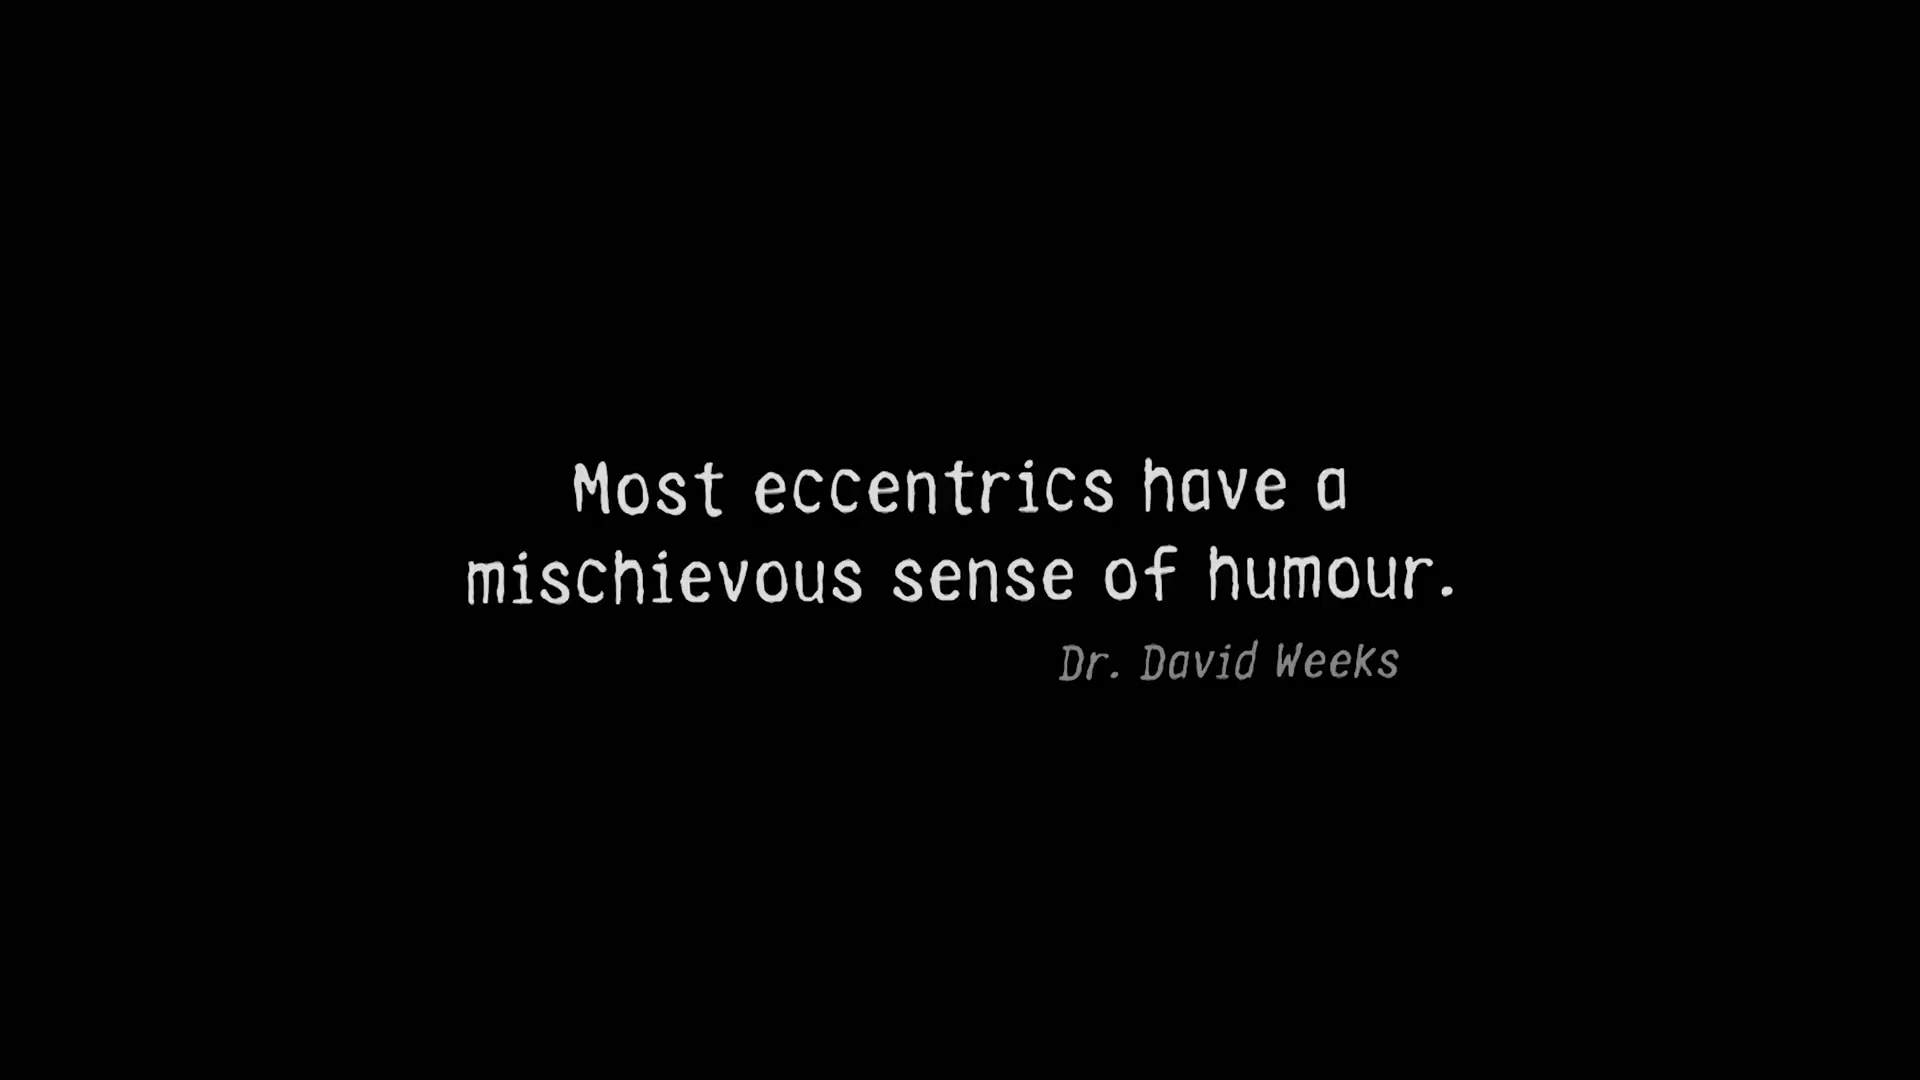 Most eccentrics have a
mischievous sense of humour.
Dr. David Weeks